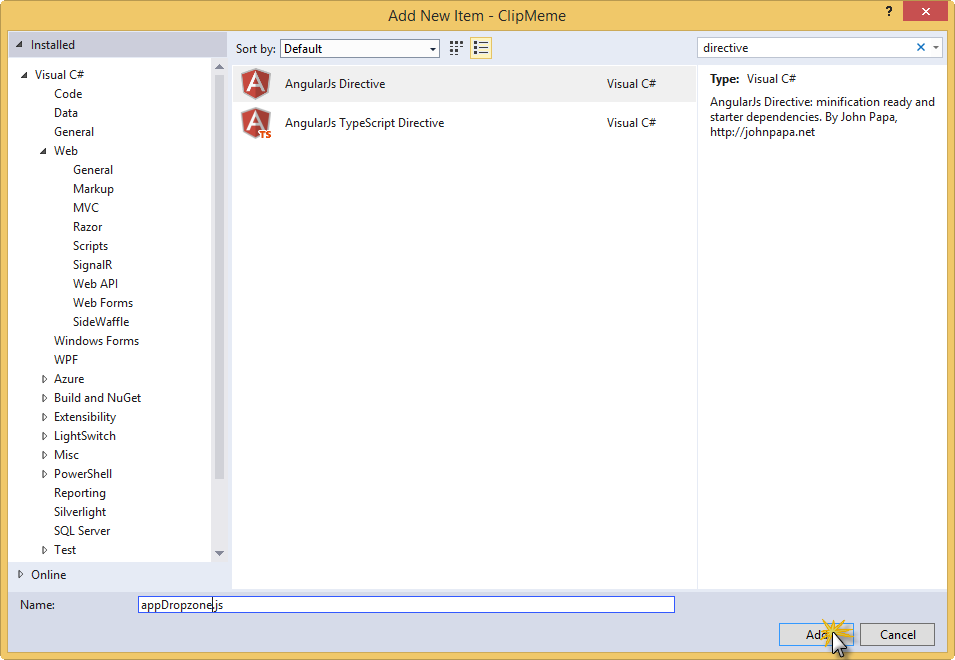 Add New Item - ClipMeme
?
Installed
Sort by: Default
directive
Visual C#
Code
Data
General
Web
General
Markup
MVC
Razor
Scripts
SignalR
Web API
Web Forms
SideWaffle
Windows Forms
WPF
Azure
Build and NuGet
Extensibility
LightSwitch
Misc
PowerShell
Reporting
Silverlight
SQL Server
Test
Online
A AngularJs Directive Visual C#
A TS AngularJs TypeScript Directive Visual C#
Type: Visual C#
AngularJs Directive: minification ready and
starter dependencies. By John Papa,
http://johnpapa.net
Name: appDropzone.js
Add Cancel